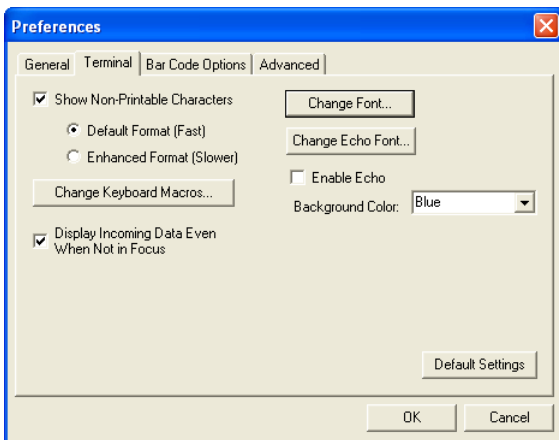 Preferences
General Terminal Bar Code Options Advanced
Show Non-Printable Characters
Default Format (Fast)
Enhanced Format (Slower)
Change Keyboard Macros...
Display Incoming Data Even
When Not in Focus
Change Font...
Change Echo Font...
Enable Echo
Background Color: Blue
Default Settings
OK Cancel